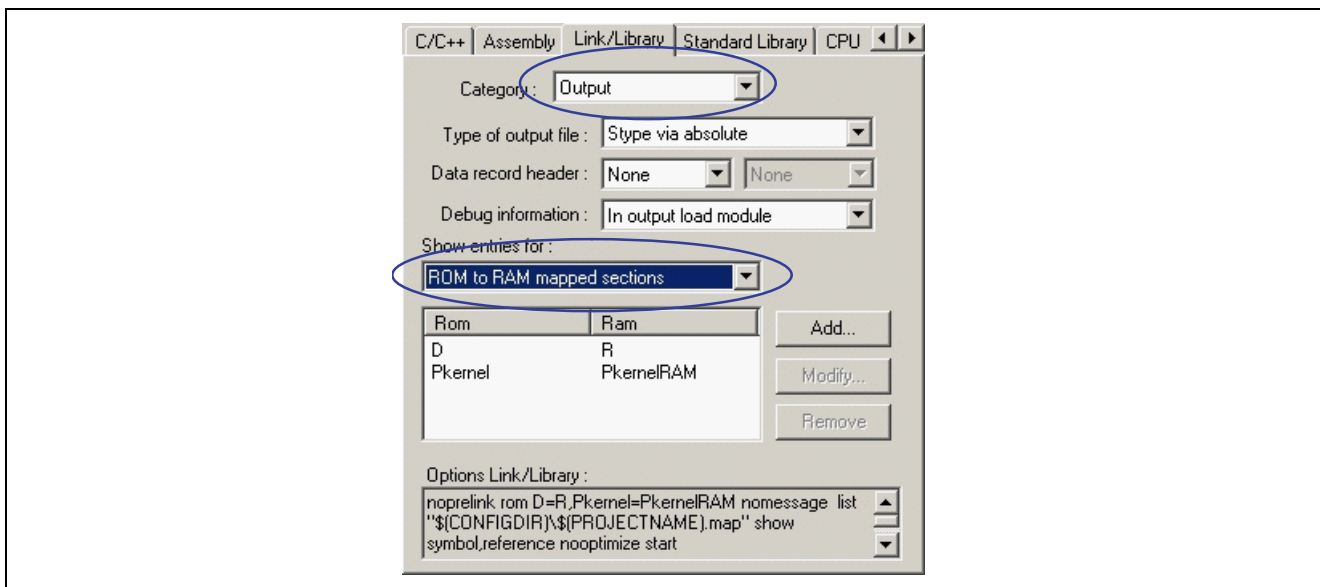 C/C++ Assembly Link/Library Standard Library CPU
Category : Output
Type of output file : Stype via absolute
Data record header : None None
Debug information : In output load module
Show entries for :
ROM to RAM mapped sections
Rom Ram Add...
D R
Pkernel PkernelRAM Modify...
Remove
Options Link/Library :
noprelink rom D=R,Pkernel=PkernelRAM nomessage list
"$(CONFIGDIR)\$(PROJECTNAME).map" show
symbol,reference nooptimize start